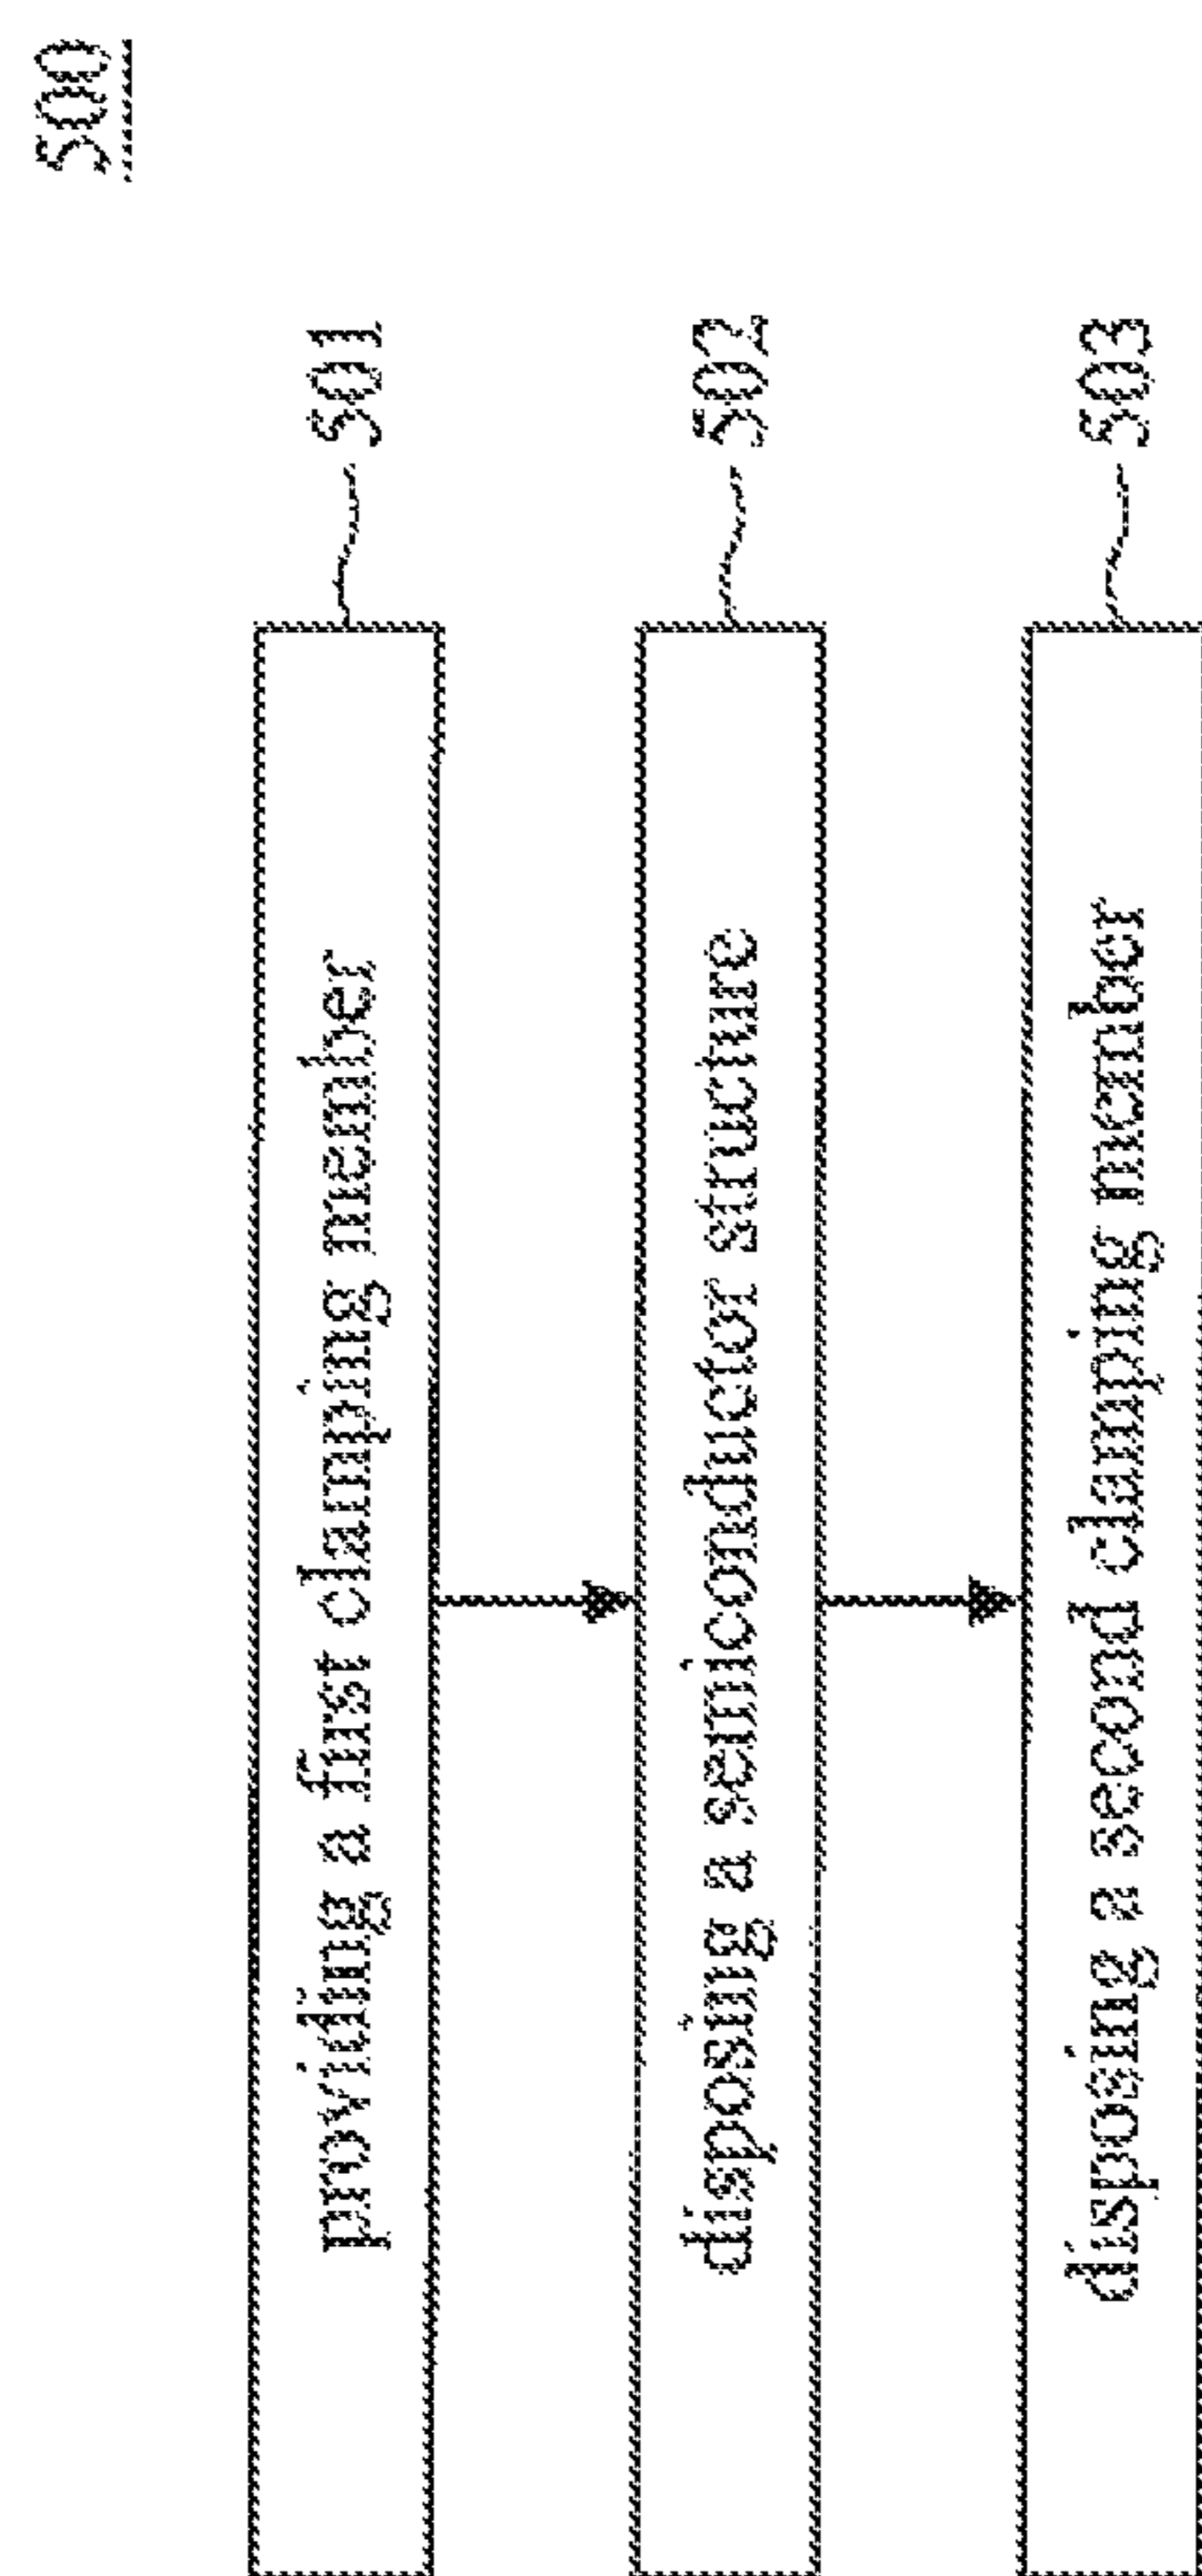 500
providing a first clamping member 501
disposing a semiconductor structure 502
disposing a second clamping member 503